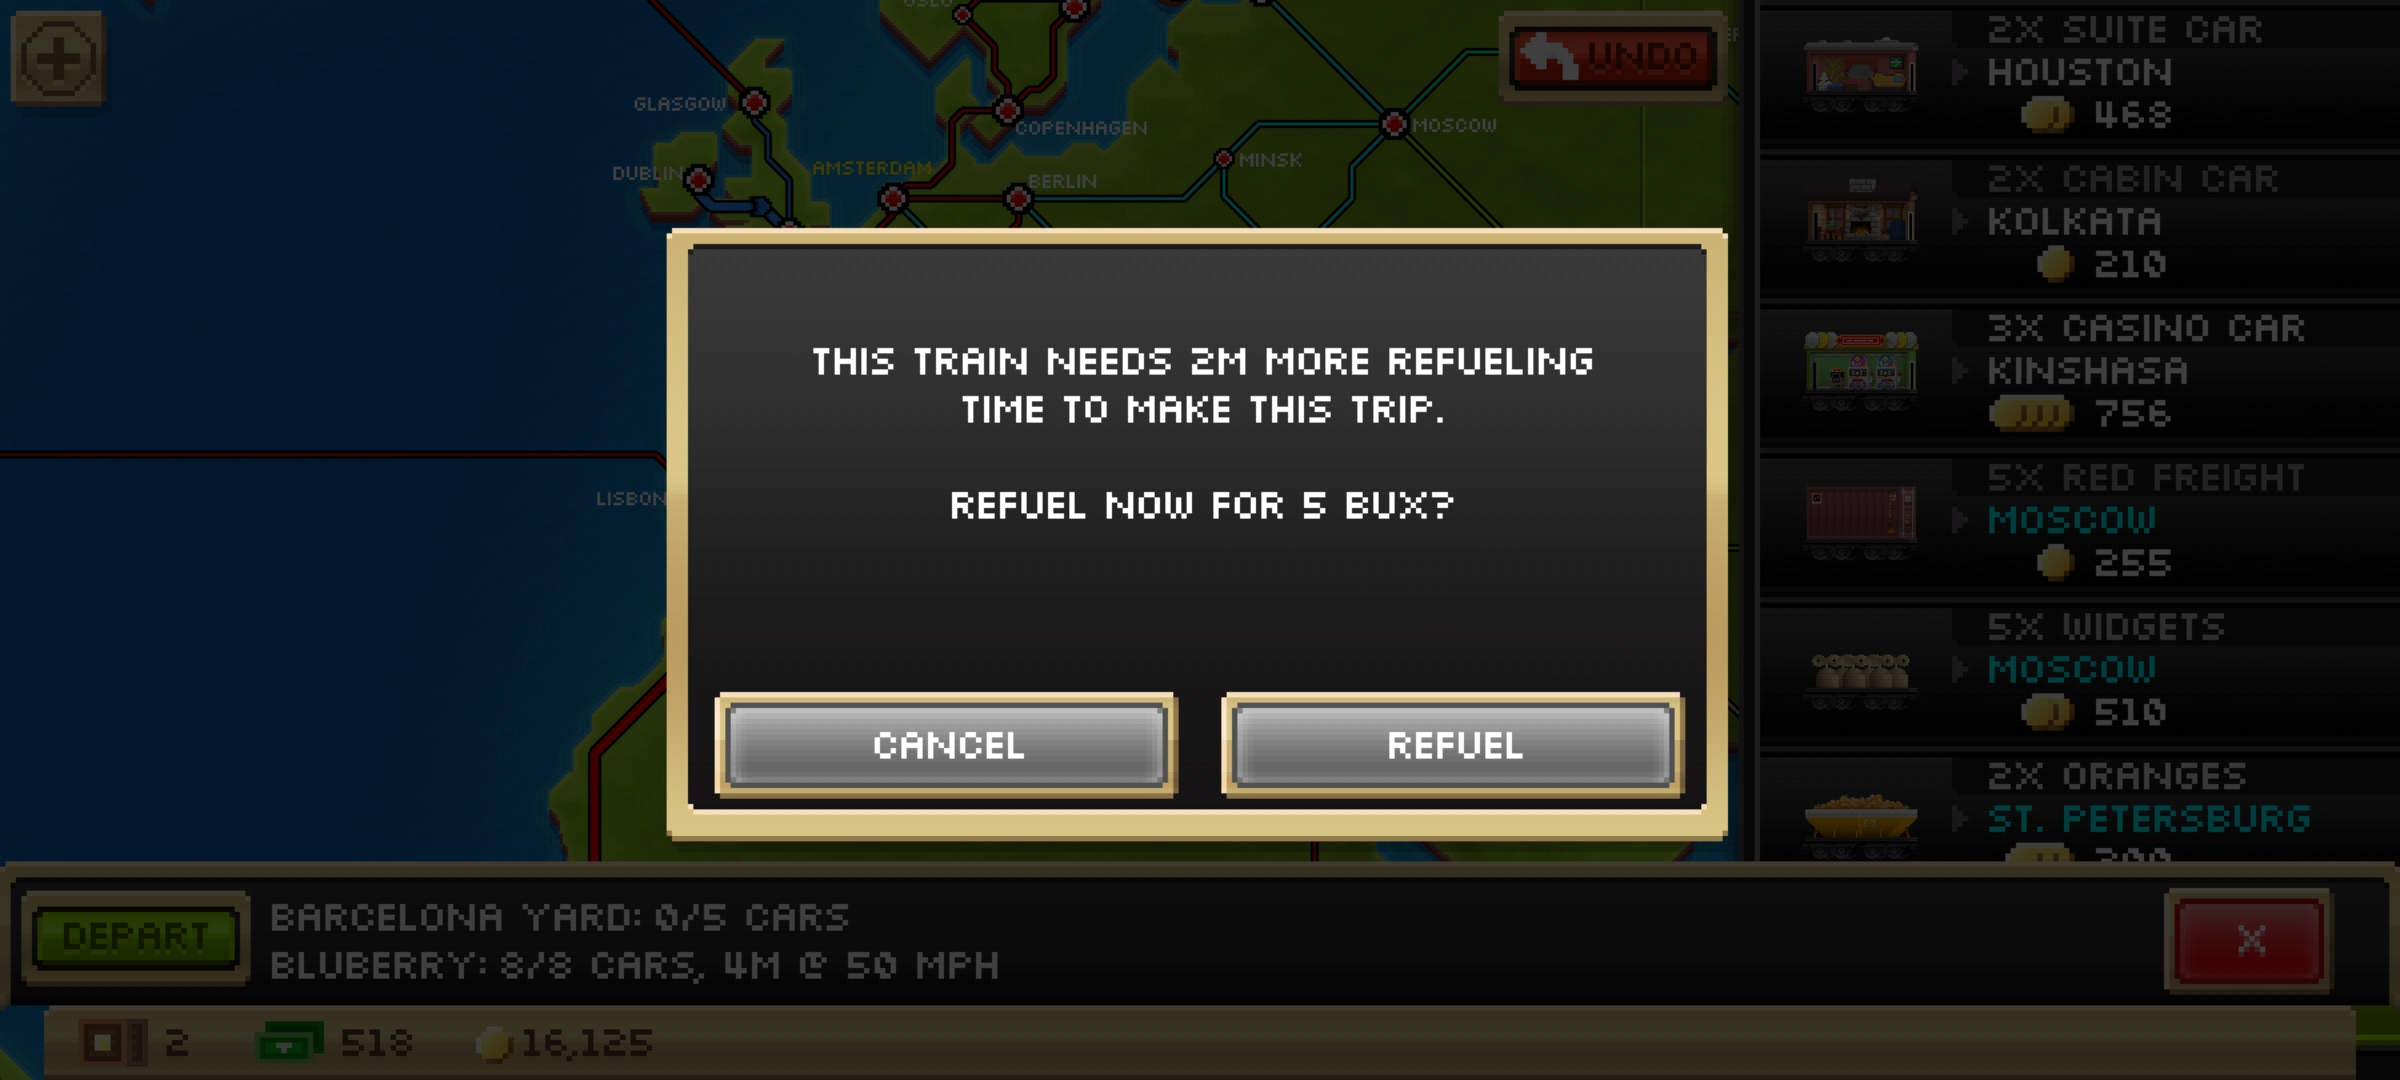 OSLO
UNDO
GLASGOW
COPENHAGEN
MOSCOW
DUBLIN
AMSTERDAM
BERLIN
MINSK
LISBON
THIS TRAIN NEEDS 2M MORE REFUELING
TIME TO MAKE THIS TRIP.
REFUEL NOW FOR 5 BUX?
CANCEL
REFUEL
2X SUITE CAR
HOUSTON
468
2X CABIN CAR
KOLKATA
210
3X CASINO CAR
KINSHASA
756
5X RED FREIGHT
MOSCOW
255
5X WIDGETS
MOSCOW
510
2X ORANGES
ST. PETERSBURG
DEPART
BARCELONA YARD: 0/5 CARS
BLUBERRY: 8/8 CARS, 4M @ 50 MPH
X
2
518
16,125